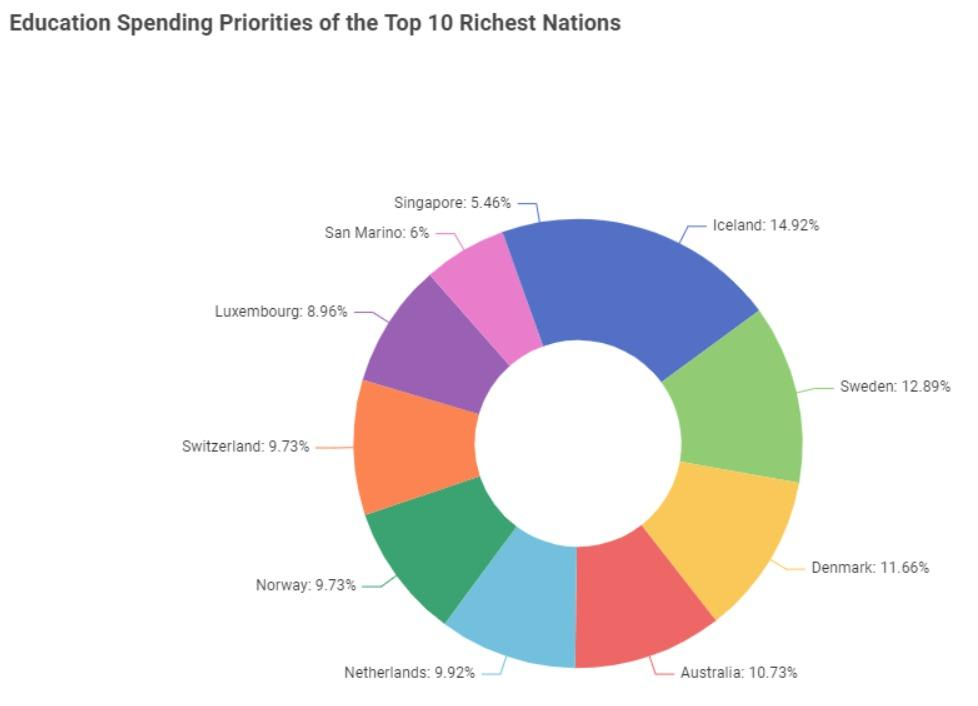 Education Spending Priorities of the Top 10 Richest Nations
Singapore: 5.46%
Iceland: 14.92%
San Marino: 6%
Luxembourg: 8.96%
Sweden: 12.89%
Switzerland: 9.73%
Denmark: 11.66%
Norway: 9.73%
Netherlands: 9.92%
Australia: 10.73%